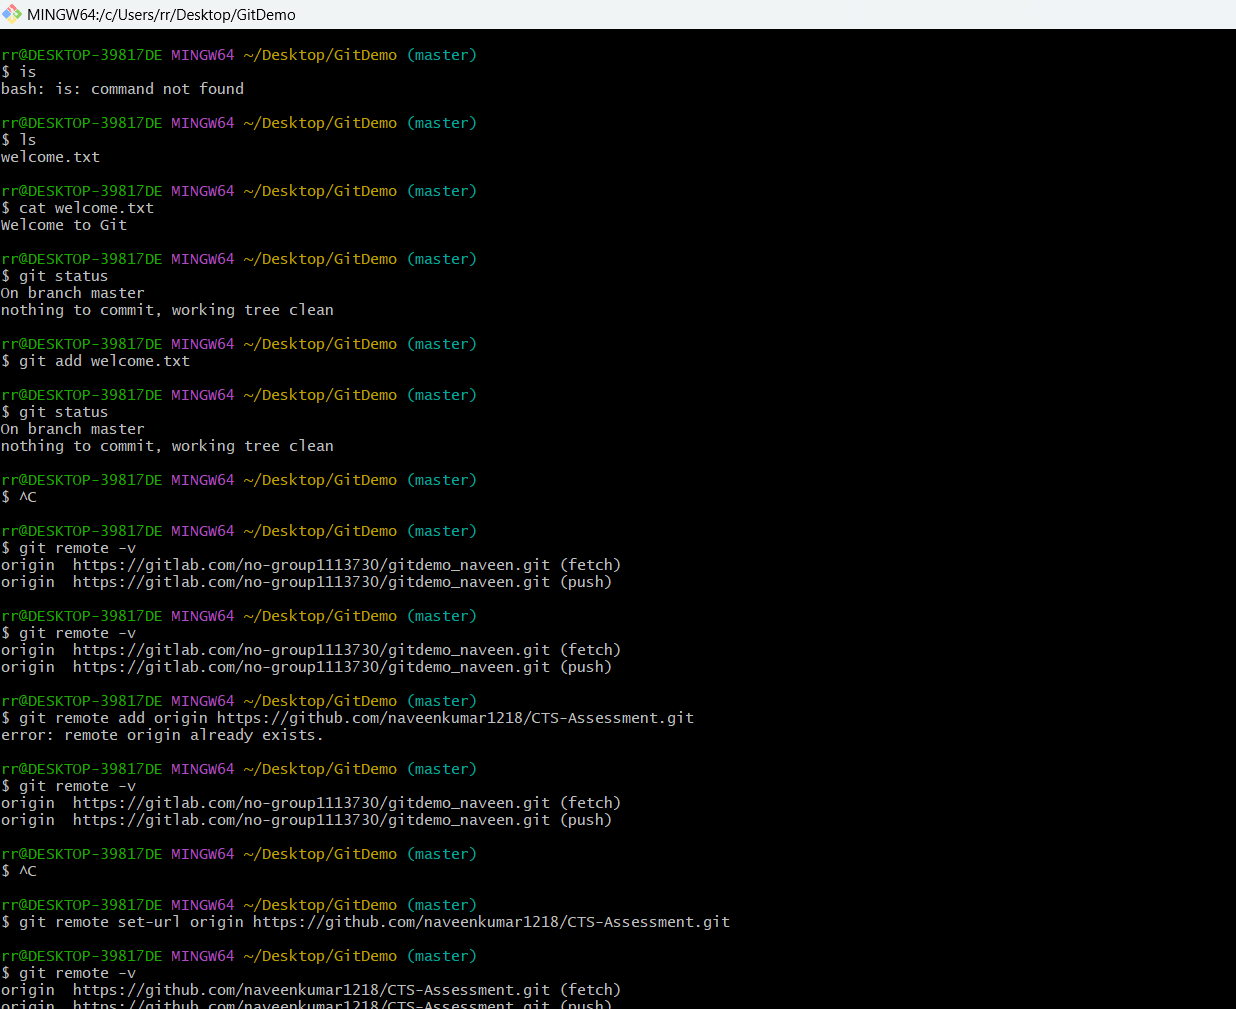 MINGW64:/c/Users/rr/Desktop/GitDemo
rr@DESKTOP-39817DE MINGW64 ~/Desktop/GitDemo (master)
$ is
bash: is: command not found
rr@DESKTOP-39817DE MINGW64 ~/Desktop/GitDemo (master)
$ ls
welcome.txt
rr@DESKTOP-39817DE MINGW64 ~/Desktop/GitDemo (master)
$ cat welcome.txt
Welcome to Git
rr@DESKTOP-39817DE MINGW64 ~/Desktop/GitDemo (master)
$ git status
On branch master
nothing to commit, working tree clean
rr@DESKTOP-39817DE MINGW64 ~/Desktop/GitDemo (master)
$ git add welcome.txt
rr@DESKTOP-39817DE MINGW64 ~/Desktop/GitDemo (master)
$ git status
On branch master
nothing to commit, working tree clean
rr@DESKTOP-39817DE MINGW64 ~/Desktop/GitDemo (master)
$ ^C
rr@DESKTOP-39817DE MINGW64 ~/Desktop/GitDemo (master)
$ git remote -v
origin  https://gitlab.com/no-group1113730/gitdemo_naveen.git (fetch)
origin  https://gitlab.com/no-group1113730/gitdemo_naveen.git (push)
rr@DESKTOP-39817DE MINGW64 ~/Desktop/GitDemo (master)
$ git remote -v
origin  https://gitlab.com/no-group1113730/gitdemo_naveen.git (fetch)
origin  https://gitlab.com/no-group1113730/gitdemo_naveen.git (push)
rr@DESKTOP-39817DE MINGW64 ~/Desktop/GitDemo (master)
$ git remote add origin https://github.com/naveenkumar1218/CTS-Assessment.git
error: remote origin already exists.
rr@DESKTOP-39817DE MINGW64 ~/Desktop/GitDemo (master)
$ git remote -v
origin  https://gitlab.com/no-group1113730/gitdemo_naveen.git (fetch)
origin  https://gitlab.com/no-group1113730/gitdemo_naveen.git (push)
rr@DESKTOP-39817DE MINGW64 ~/Desktop/GitDemo (master)
$ ^C
rr@DESKTOP-39817DE MINGW64 ~/Desktop/GitDemo (master)
$ git remote set-url origin https://github.com/naveenkumar1218/CTS-Assessment.git
rr@DESKTOP-39817DE MINGW64 ~/Desktop/GitDemo (master)
$ git remote -v
origin  https://github.com/naveenkumar1218/CTS-Assessment.git (fetch)
origin  https://github.com/naveenkumar1218/CTS-Assessment.git (push)